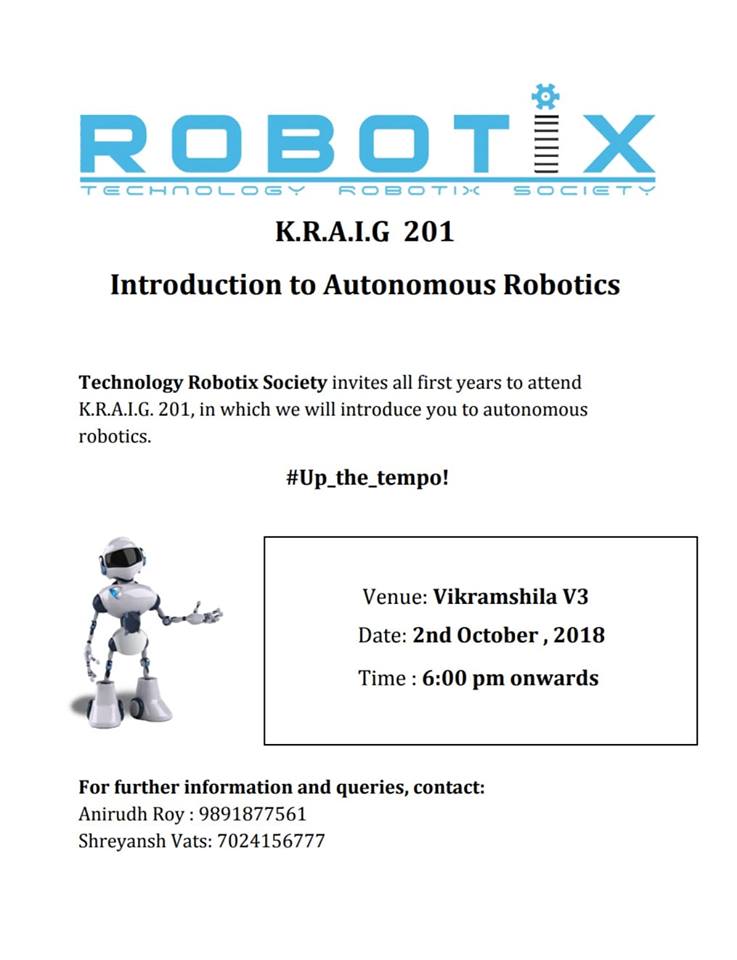 ROBOTIX
TECHNOLOGY ROBOTIX SOCIETY
K.R.A.I.G 201
Introduction to Autonomous Robotics
Technology Robotix Society invites all first years to attend
K.R.A.I.G. 201, in which we will introduce you to autonomous
robotics.
#Up_the_tempo!
Venue: Vikramshila V3
Date: 2nd October , 2018
Time : 6:00 pm onwards
For further information and queries, contact:
Anirudh Roy : 9891877561
Shreyansh Vats: 7024156777